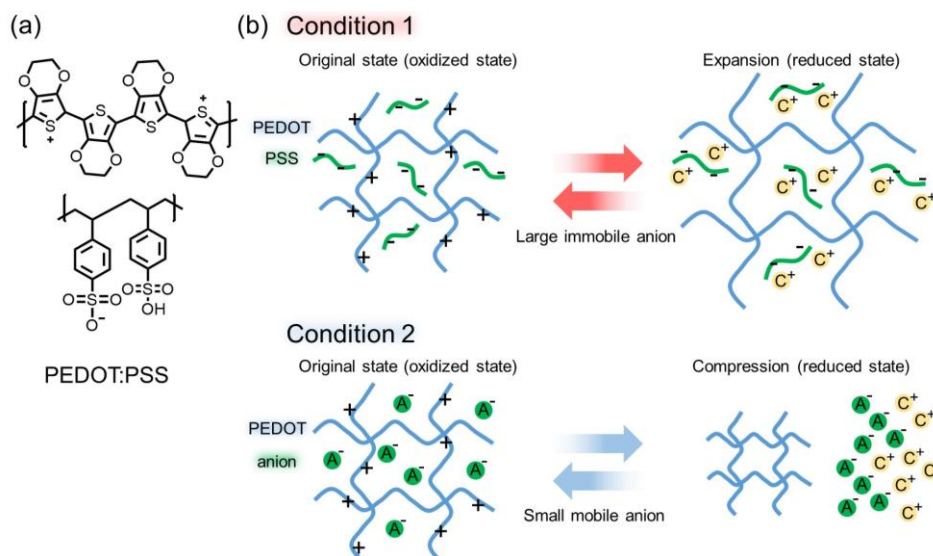 (a)
S
+
S
S
S
+
O
O
O
O
O
O
O
O
O=S=O
O⁻
O=S=O
OH
PEDOT:PSS
(b) Condition 1
Original state (oxidized state)
Expansion (reduced state)
PEDOT
PSS
Large immobile anion
C⁺ C⁺
C⁺ C⁺
C⁺ C⁺
C⁺ C⁺
C⁺ C⁺
Condition 2
Original state (oxidized state)
Compression (reduced state)
PEDOT
anion
A⁻ A⁻
A⁻ A⁻ A⁻
A⁻
A⁻
Small mobile anion
A⁻ C⁺
A⁻ C⁺
A⁻ A⁻ C⁺
A⁻ C⁺ C⁺
A⁻ C⁺ C
A⁻ A⁻ C⁺